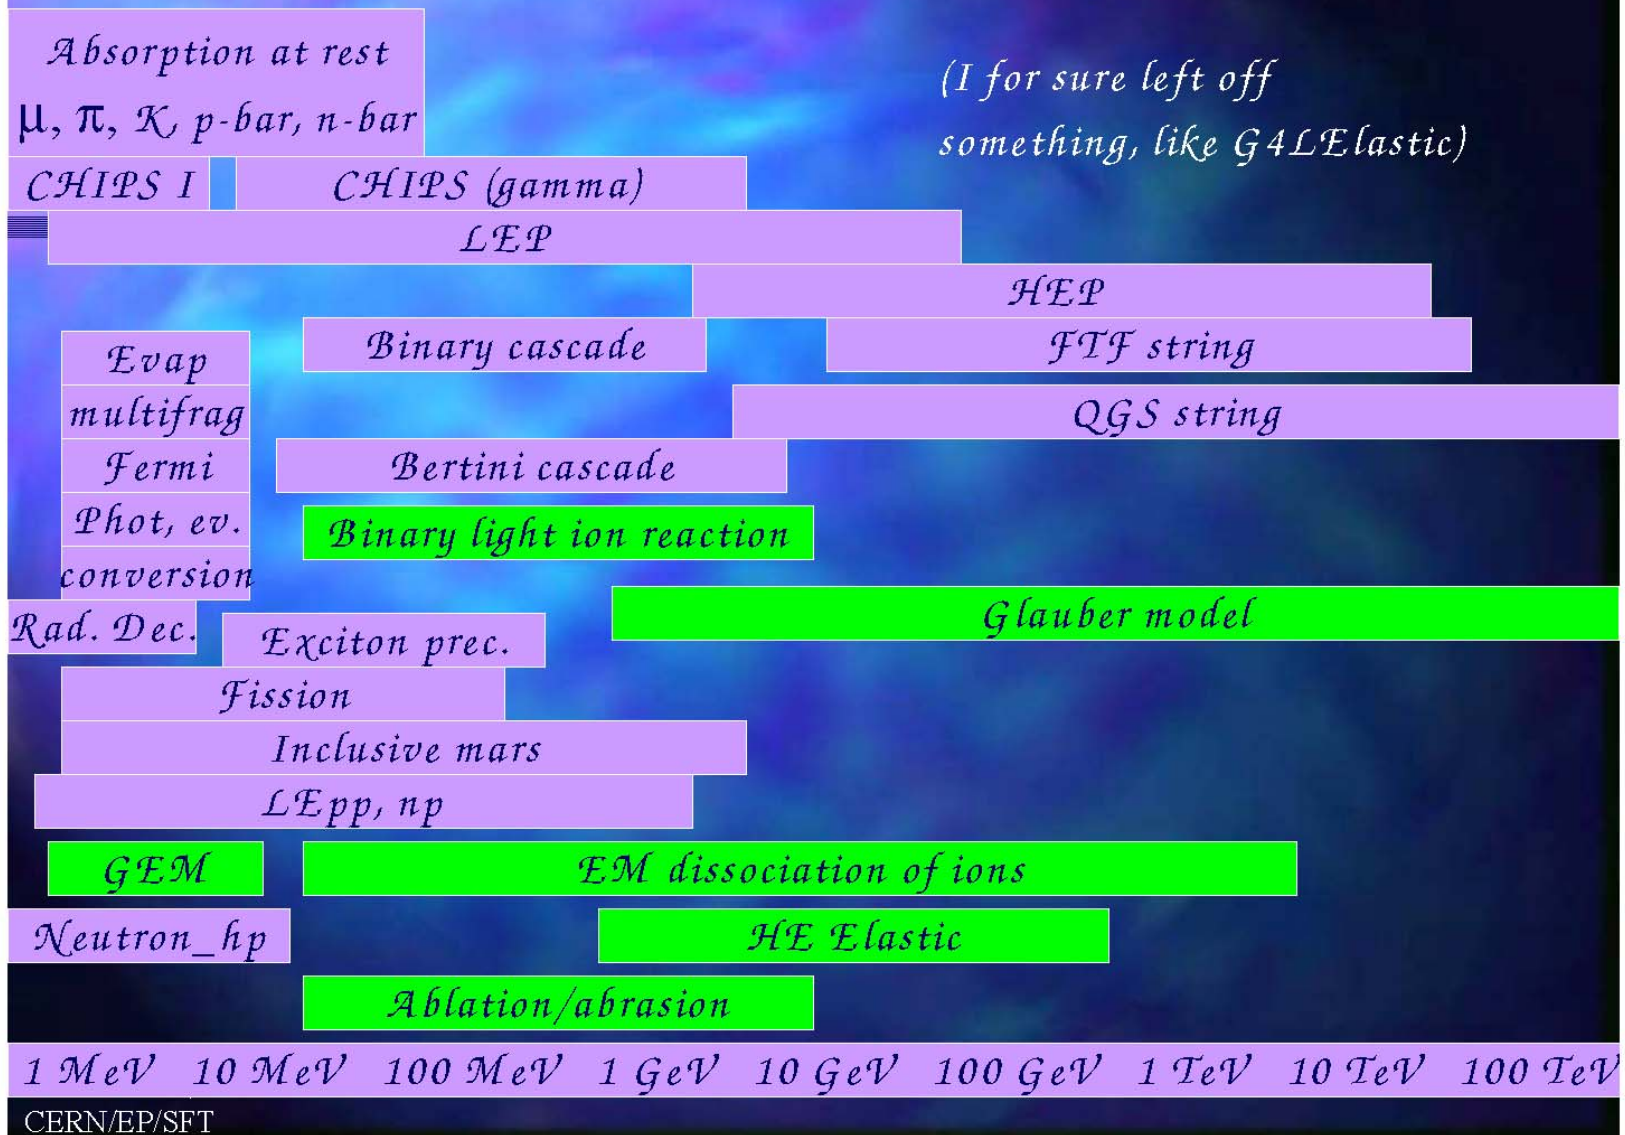 Absorption at rest
μ, π, K, p-bar, n-bar
(I for sure left off
something, like G4LElastic)
CHIPS I
CHIPS (gamma)
LEP
HEP
Binary cascade
FTF string
Evap
multifrag
QGS string
Fermi
Bertini cascade
Phot, ev.
Binary light ion reaction
conversion
Glauber model
Rad. Dec.
Exciton prec.
Fission
Inclusive mars
LEpp, np
GEM
EM dissociation of ions
Neutron_hp
HE Elastic
Ablation/abrasion
1 MeV 10 MeV 100 MeV 1 GeV 10 GeV 100 GeV 1 TeV 10 TeV 100 TeV
CERN/EP/SFT